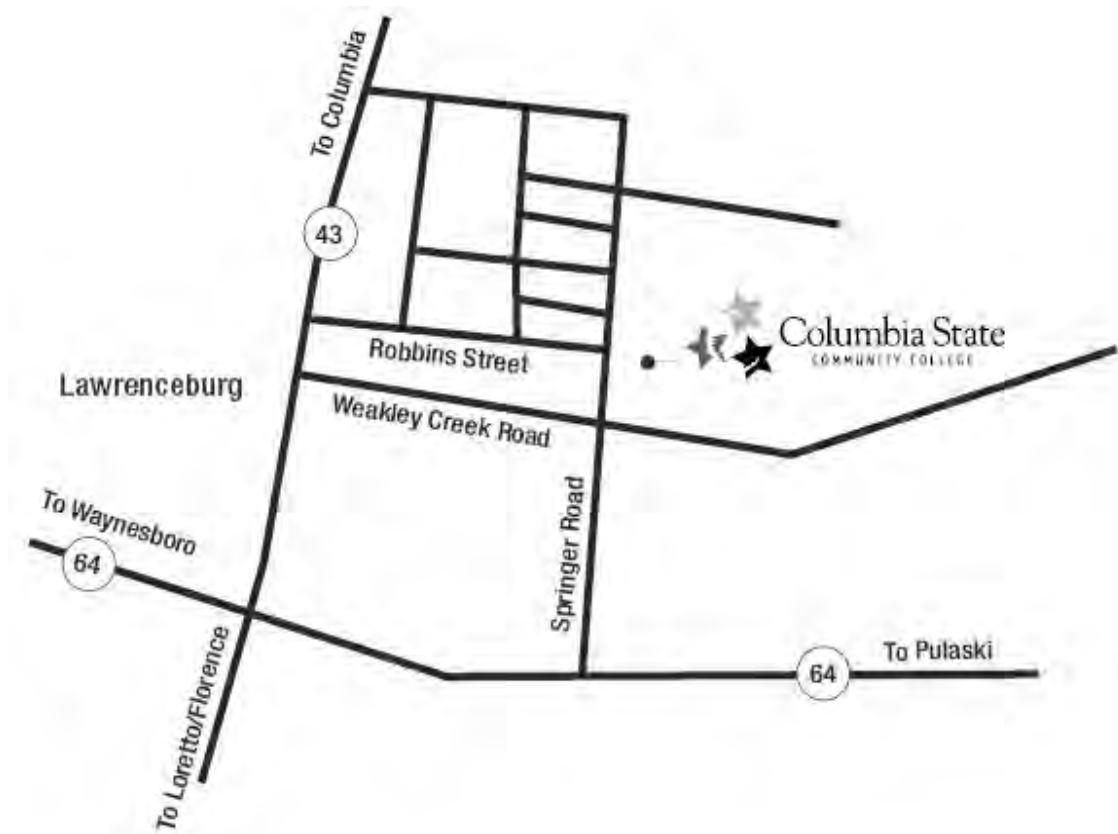 To Columbia
43
Columbia State
COMMUNITY COLLEGE
Robbins Street
Lawrenceburg
Weakley Creek Road
To Waynesboro
64
Springer Road
To Pulaski
64
To Loretto/Florence